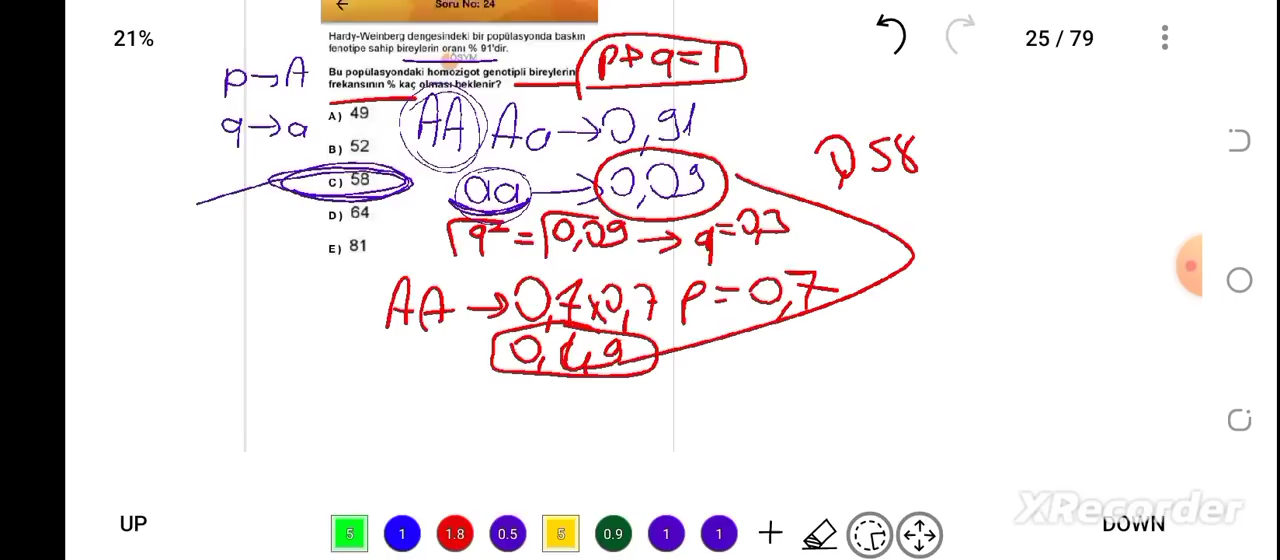 Soru No: 24
21%
25 / 79
Hardy-Weinberg dengesindeki bir popülasyonda baskın
fenotipe sahip bireylerin oranı % 91'dir.
ÖSYM
Bu popülasyondaki homozigot genotipli bireylerin
frekansının % kaç olması beklenir?
p+q=1
p→A
q→a
A) 49
B) 52
C) 58
D) 64
E) 81
AA Aa → 0,91
aa → 0,09
0,58
√q² = √0,09 → q=0,3
AA → 0,7x0,7 p=0,7
0,49
UP
5 1 1.8 0.5 5 0.9 1 1
XRecorder
DOWN